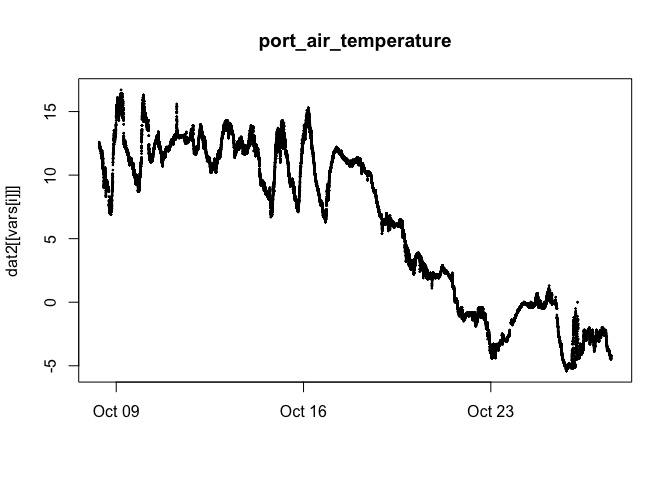 port_air_temperature
dat2[[vars[i]]]
15
10
5
0
-5
Oct 09
Oct 16
Oct 23